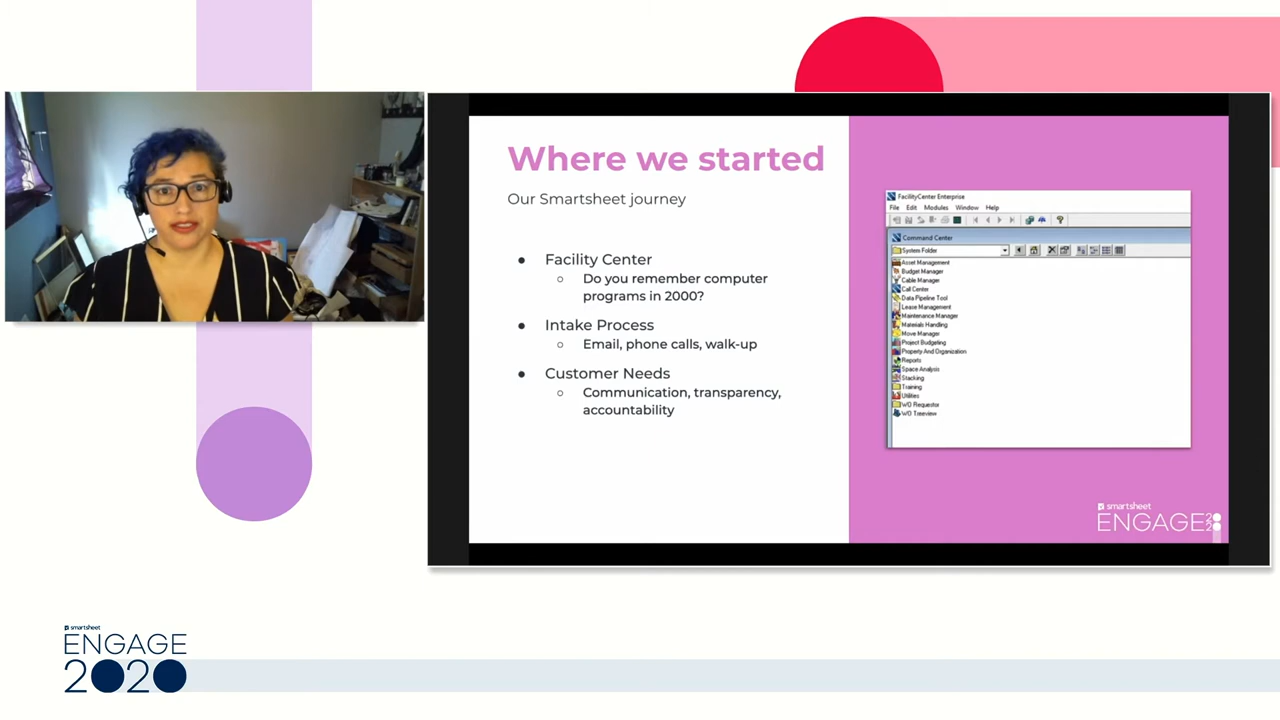 Where we started
Our Smartsheet journey
● Facility Center
○ Do you remember computer
programs in 2000?
● Intake Process
○ Email, phone calls, walk-up
● Customer Needs
○ Communication, transparency,
accountability
FacilityCenter Enterprise
File Edit Modules Window Help
Command Center
System Folder
Asset Management
Budget Manager
Cable Manager
Call Center
Data Pipeline Tool
Lease Management
Maintenance Manager
Materials Handling
Move Manager
Project Budgeting
Property And Organization
Reports
Space Analysis
Stacking
Training
Utilities
WO Requestor
WO Treeview
smartsheet
ENGAGE 2020
smartsheet
ENGAGE
2020